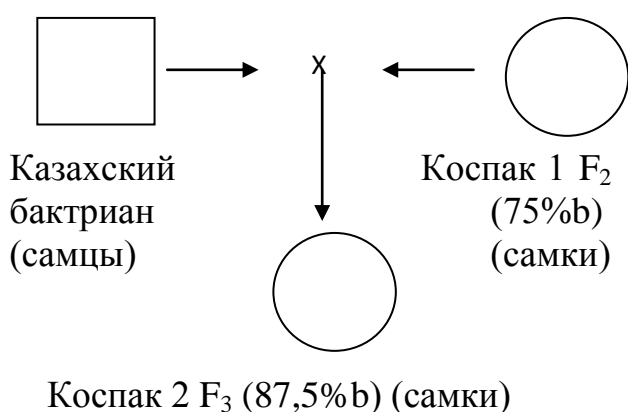 X
Казахский
бактриан
(самцы)
Коспак 1 F₂
(75%b)
(самки)
Коспак 2 F₃ (87,5%b) (самки)